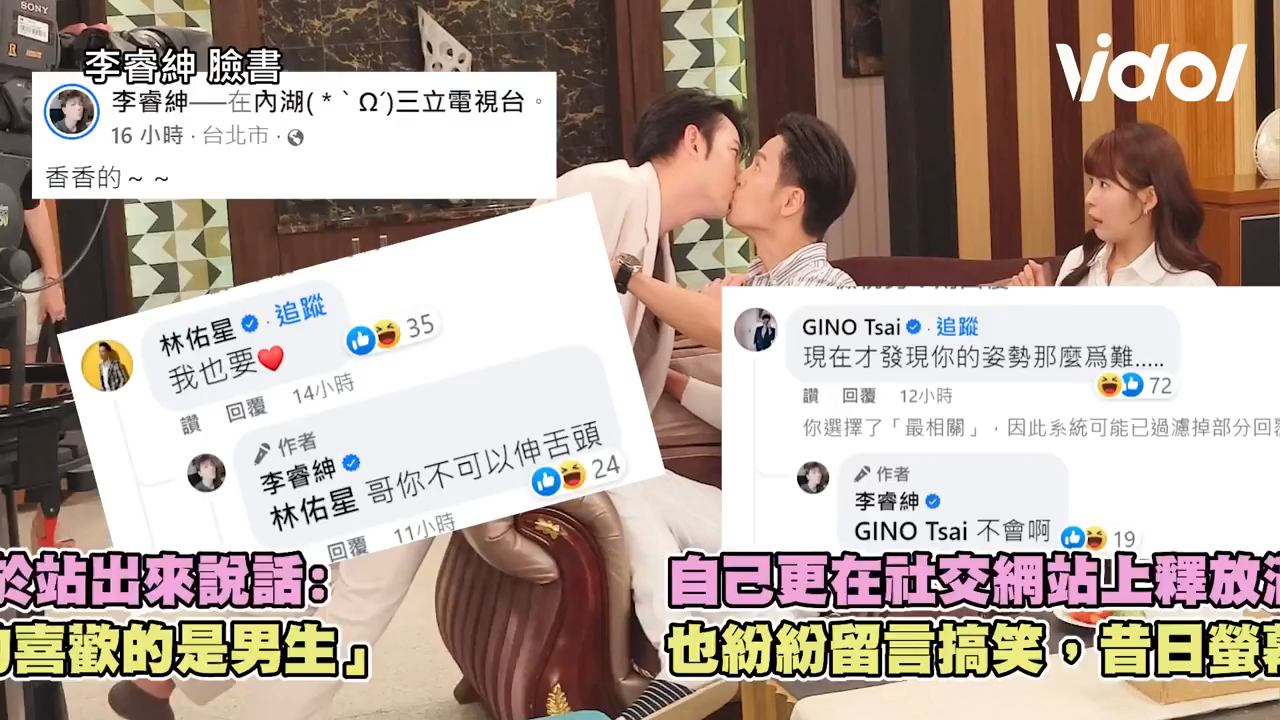 SONY
李睿紳 臉書
Vidol
李睿紳──在內湖( * ˋ Ω ˊ)三立電視台。
16 小時 · 台北市 ·
香香的 ~ ~
林佑星 · 追蹤
我也要❤️
35
讚 回覆 14小時
作者
李睿紳
林佑星 哥你不可以伸舌頭
24
回覆 11小時
GINO Tsai · 追蹤
現在才發現你的姿勢那麼爲難.....
72
讚 回覆 12小時
你選擇了「最相關」,因此系統可能已過濾掉部分回覆
作者
李睿紳
GINO Tsai 不會啊
19
於站出來說話:
的喜歡的是男生」
自己更在社交網站上釋放
也紛紛留言搞笑,昔日螢幕